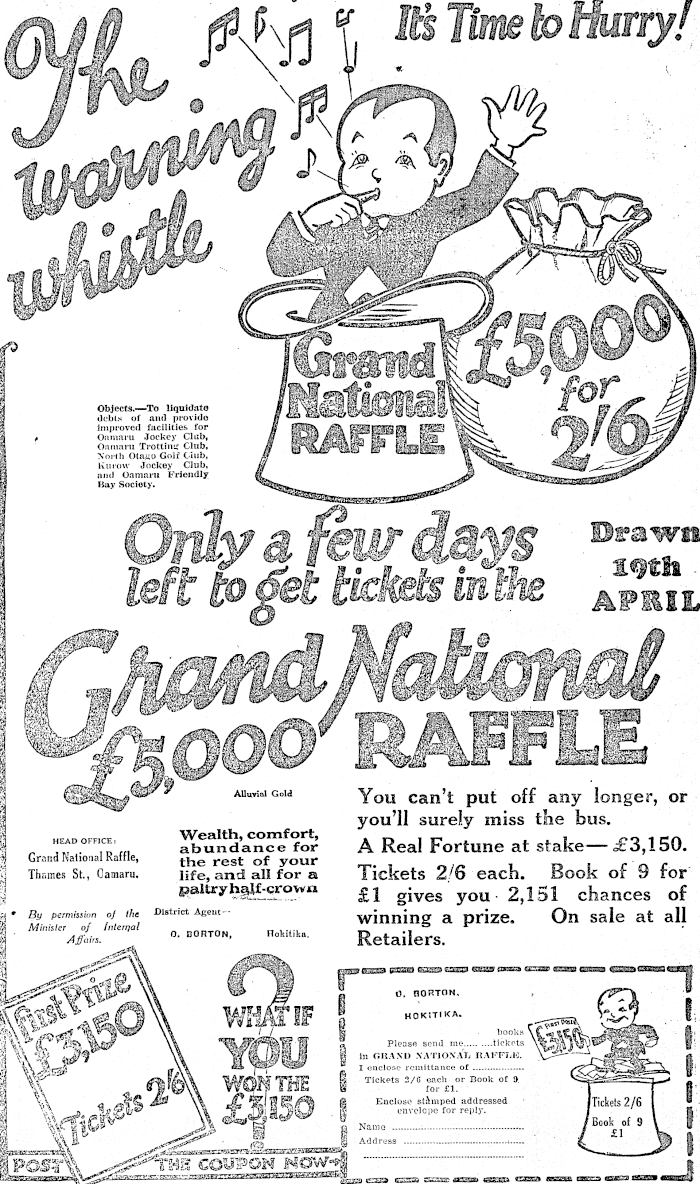 It's Time to Hurry!
The
warning
whistle
£5,000
for
2'6
Grand
National
RAFFLE
Objects.—To liquidate
debts of and provide
improved facilities for
Oamaru Jockey Club,
Oamaru Trotting Club,
North Otago Golf Club,
Kurow Jockey Club,
and Oamaru Friendly
Bay Society.
Only a few days
left to get tickets in the
Drawn
19th
APRIL
Grand National
£5,000 RAFFLE
Alluvial Gold
HEAD OFFICE:
Grand National Raffle,
Thames St., Oamaru.
Wealth, comfort,
abundance for
the rest of your
life, and all for a
paltry half-crown
By permission of the
Minister of Internal
Affairs.
District Agent—
O. BORTON, Hokitika.
You can't put off any longer, or
you'll surely miss the bus.
A Real Fortune at stake—£3,150.
Tickets 2/6 each. Book of 9 for
£1 gives you 2,151 chances of
winning a prize. On sale at all
Retailers.
First Prize
£3,150
Tickets 2'6
WHAT IF
YOU
WON THE
£3150
POST THE COUPON NOW
O. BORTON,
HOKITIKA.
books
Please send me...... ......tickets
in GRAND NATIONAL RAFFLE.
I enclose remittance of ................
Tickets 2/6 each or Book of 9
for £1.
Enclose stamped addressed
envelope for reply.
Name ........................................
Address ....................................
FIRST PRIZE
£3,150
Tickets 2/6
Book of 9
£1